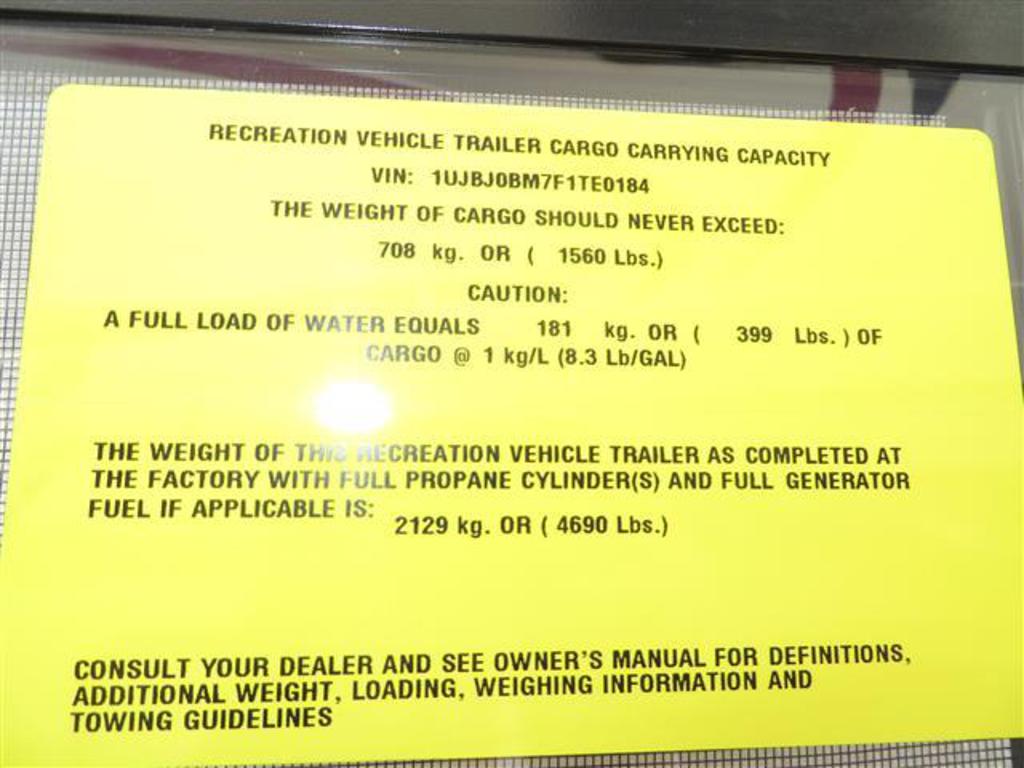 RECREATION VEHICLE TRAILER CARGO CARRYING CAPACITY
VIN: 1UJBJ0BM7F1TE0184
THE WEIGHT OF CARGO SHOULD NEVER EXCEED:
708 kg. OR ( 1560 Lbs.)
CAUTION:
A FULL LOAD OF WATER EQUALS 181 kg. OR ( 399 Lbs. ) OF
CARGO @ 1 kg/L (8.3 Lb/GAL)
THE WEIGHT OF THIS RECREATION VEHICLE TRAILER AS COMPLETED AT
THE FACTORY WITH FULL PROPANE CYLINDER(S) AND FULL GENERATOR
FUEL IF APPLICABLE IS:
2129 kg. OR ( 4690 Lbs.)
CONSULT YOUR DEALER AND SEE OWNER'S MANUAL FOR DEFINITIONS,
ADDITIONAL WEIGHT, LOADING, WEIGHING INFORMATION AND
TOWING GUIDELINES